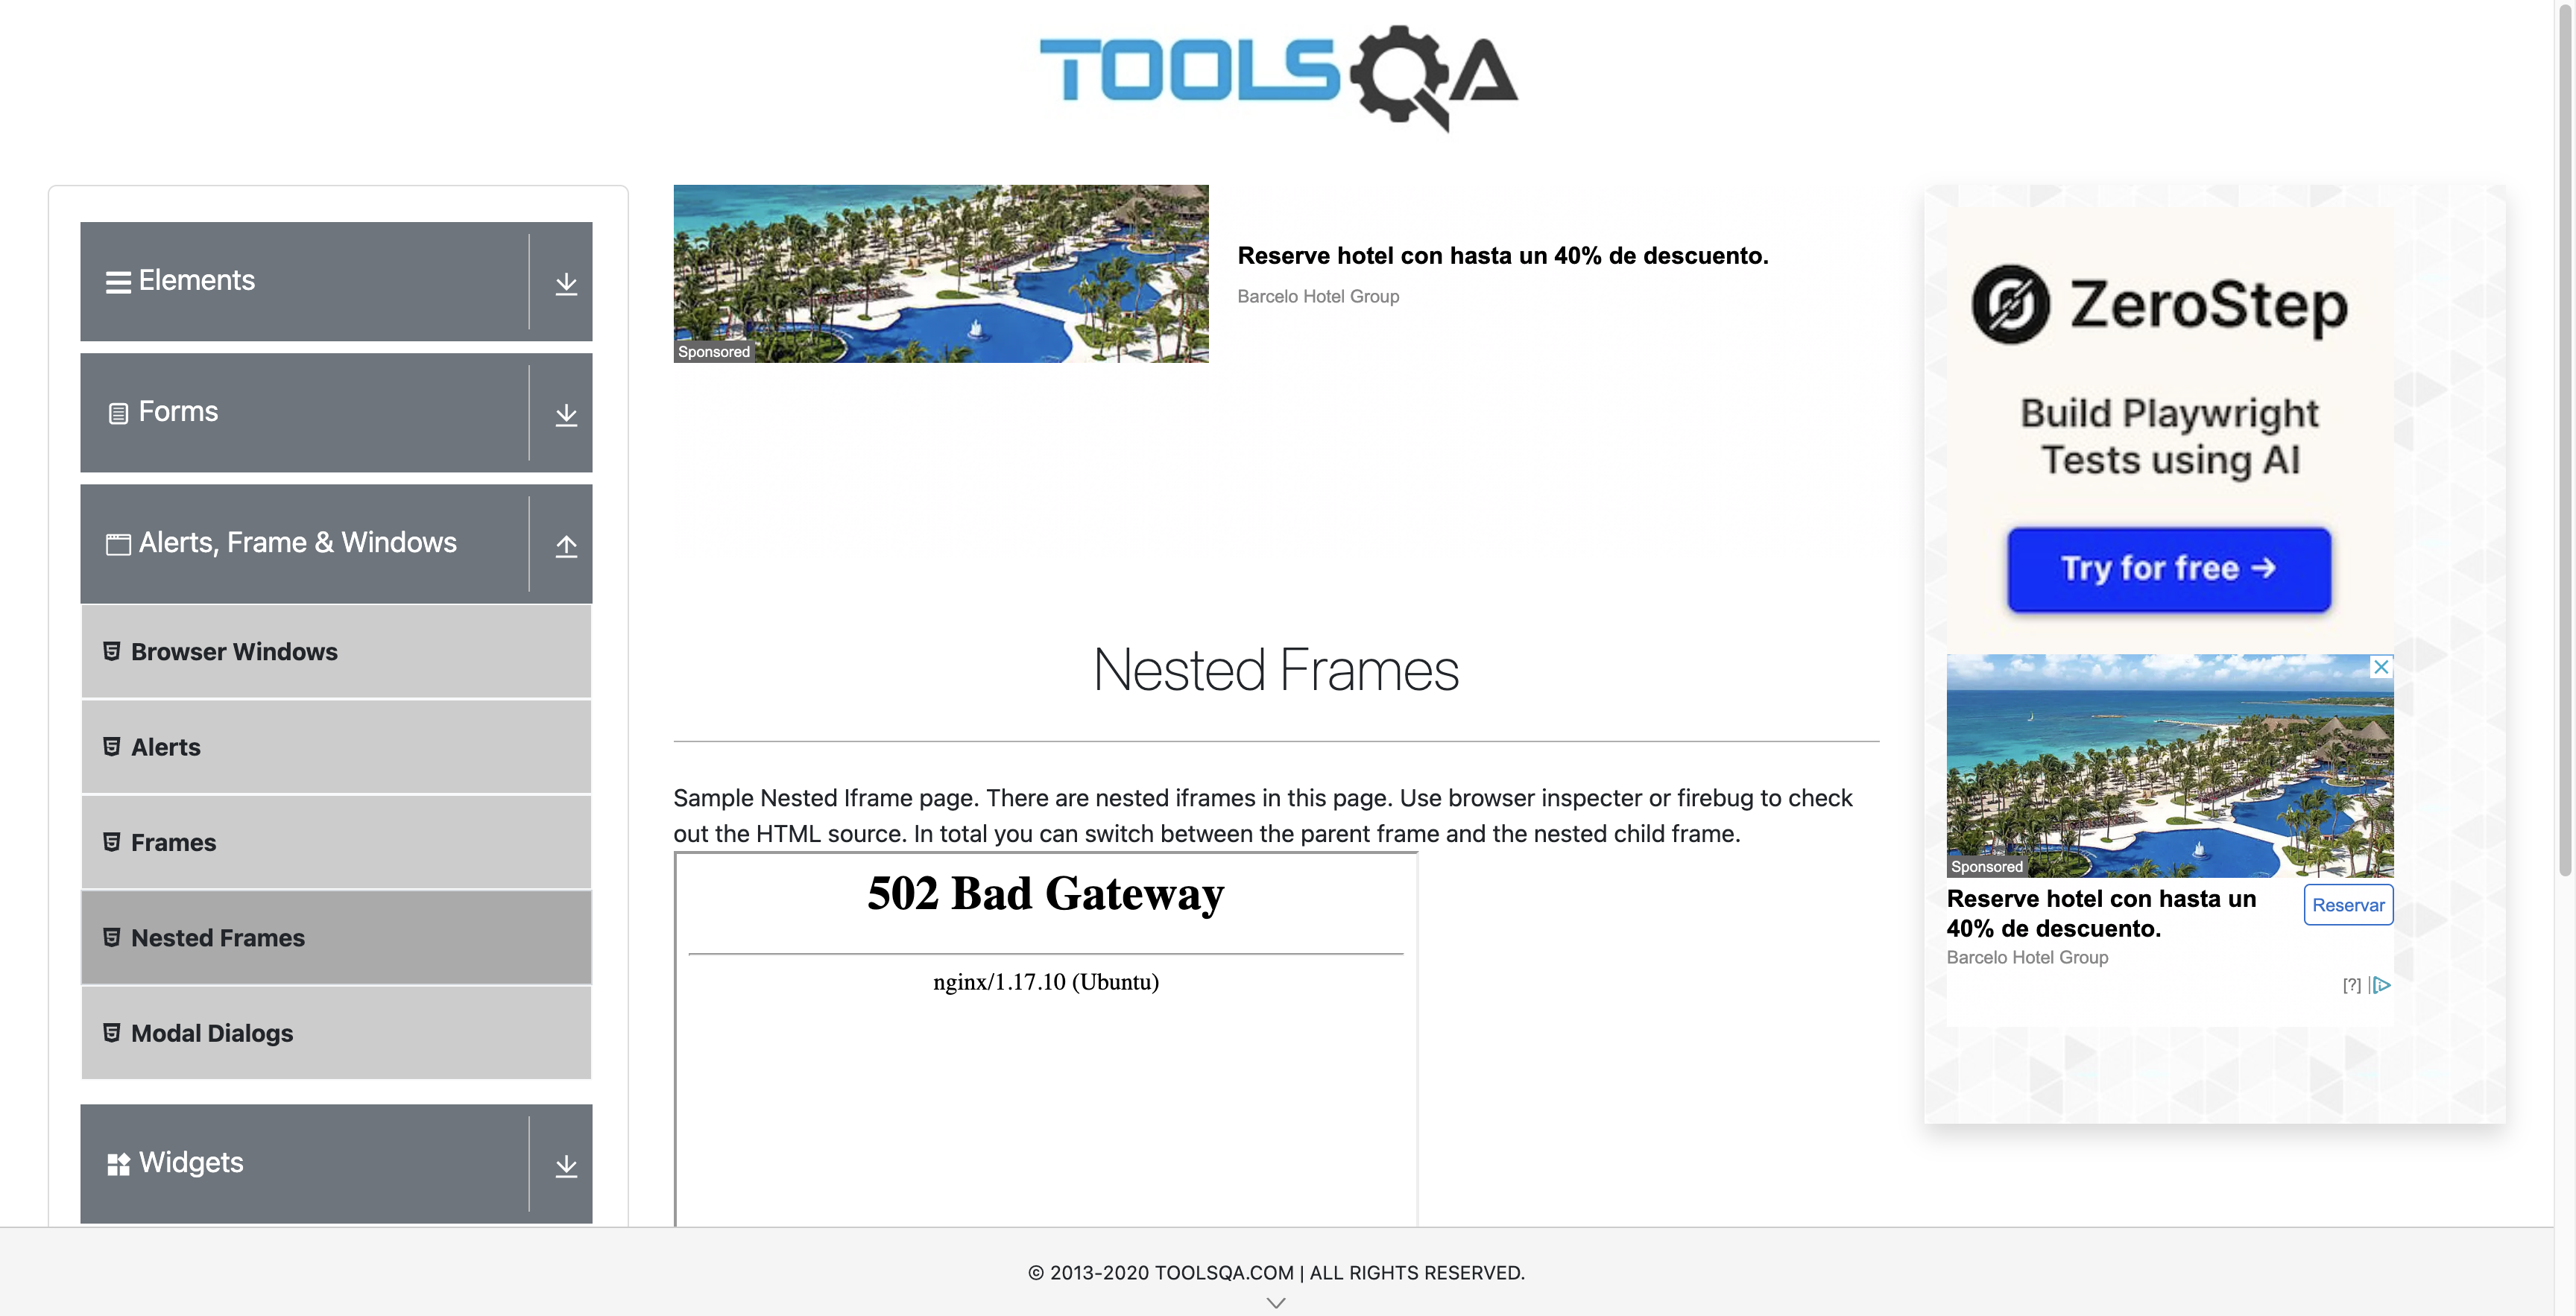 TOOLSQA
Elements
Forms
Alerts, Frame & Windows
Browser Windows
Alerts
Frames
Nested Frames
Modal Dialogs
Widgets
Sponsored
Reserve hotel con hasta un 40% de descuento.
Barcelo Hotel Group
Nested Frames
Sample Nested Iframe page. There are nested iframes in this page. Use browser inspecter or firebug to check
out the HTML source. In total you can switch between the parent frame and the nested child frame.
502 Bad Gateway
nginx/1.17.10 (Ubuntu)
ZeroStep
Build Playwright
Tests using AI
Try for free →
Sponsored
Reserve hotel con hasta un
40% de descuento.
Reservar
Barcelo Hotel Group
[?]
© 2013-2020 TOOLSQA.COM | ALL RIGHTS RESERVED.